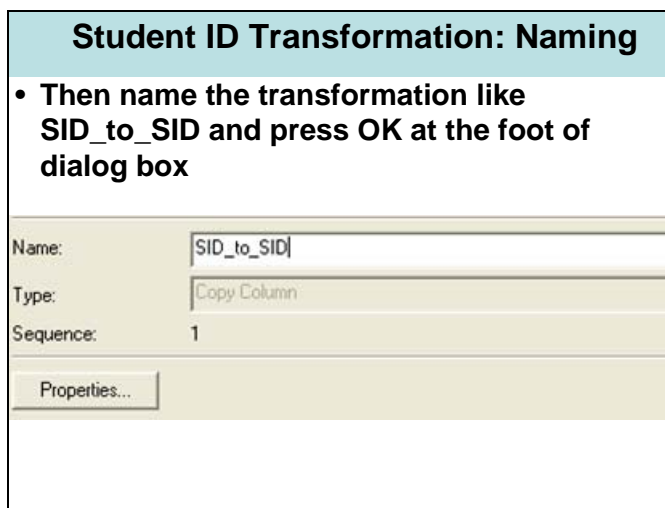 Student ID Transformation: Naming
• Then name the transformation like
SID_to_SID and press OK at the foot of
dialog box
Name: SID_to_SID
Type: Copy Column
Sequence: 1
Properties...